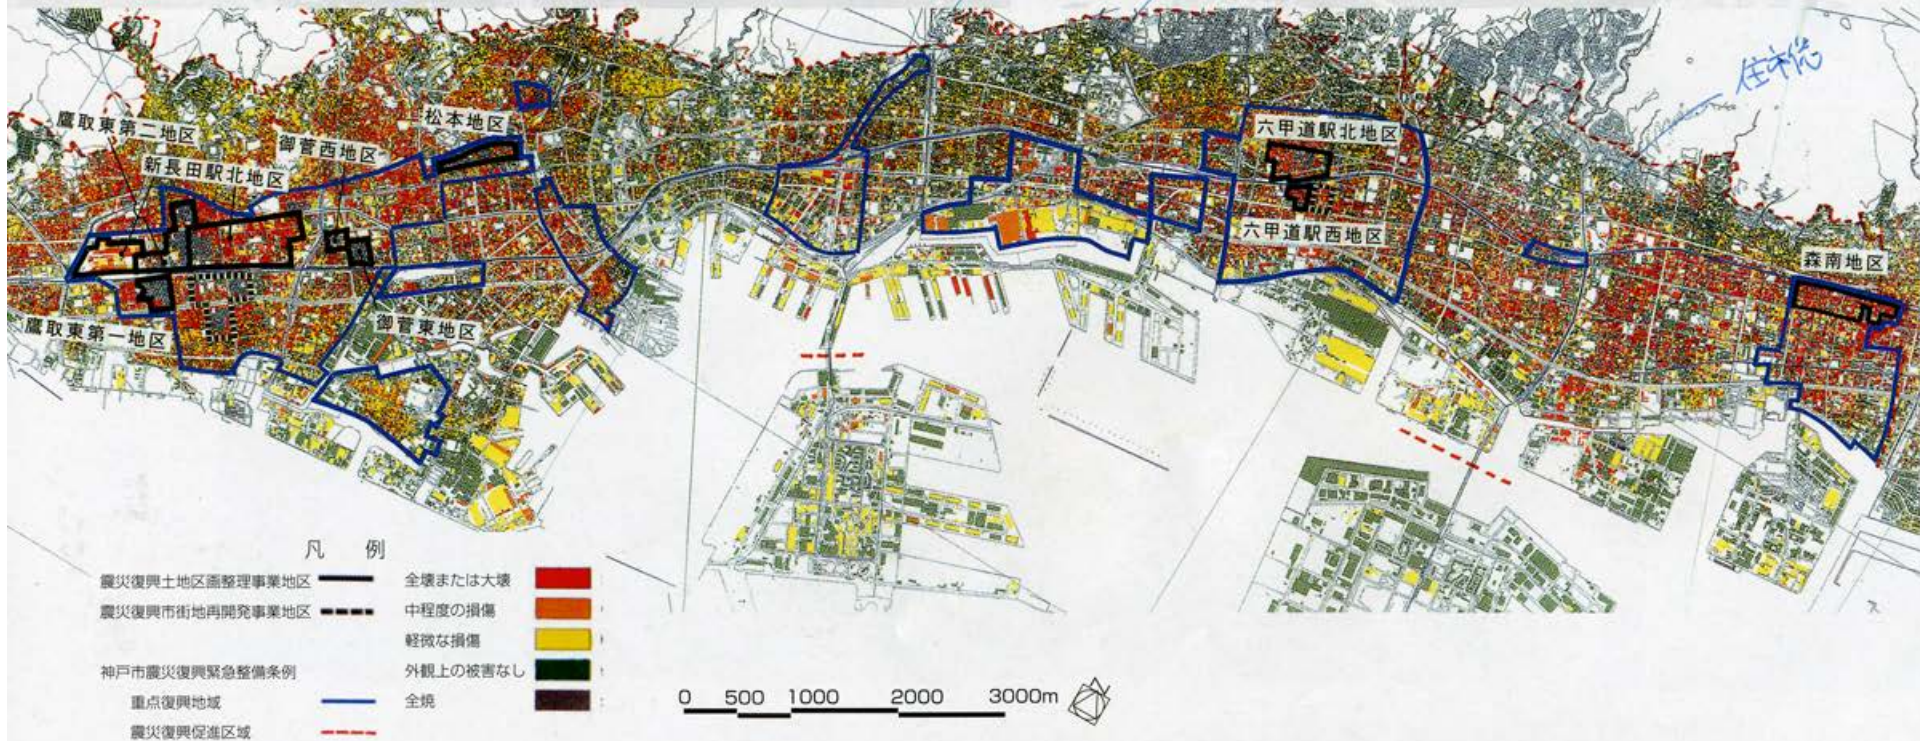 住市総
松本地区
鷹取東第二地区
御菅西地区
新長田駅北地区
六甲道駅北地区
六甲道駅西地区
森南地区
鷹取東第一地区
御菅東地区
凡 例
震災復興土地区画整理事業地区
震災復興市街地再開発事業地区
神戸市震災復興緊急整備条例
重点復興地域
震災復興促進区域
全壊または大壊
中程度の損傷
軽微な損傷
外観上の被害なし
全焼
0 500 1000 2000 3000m